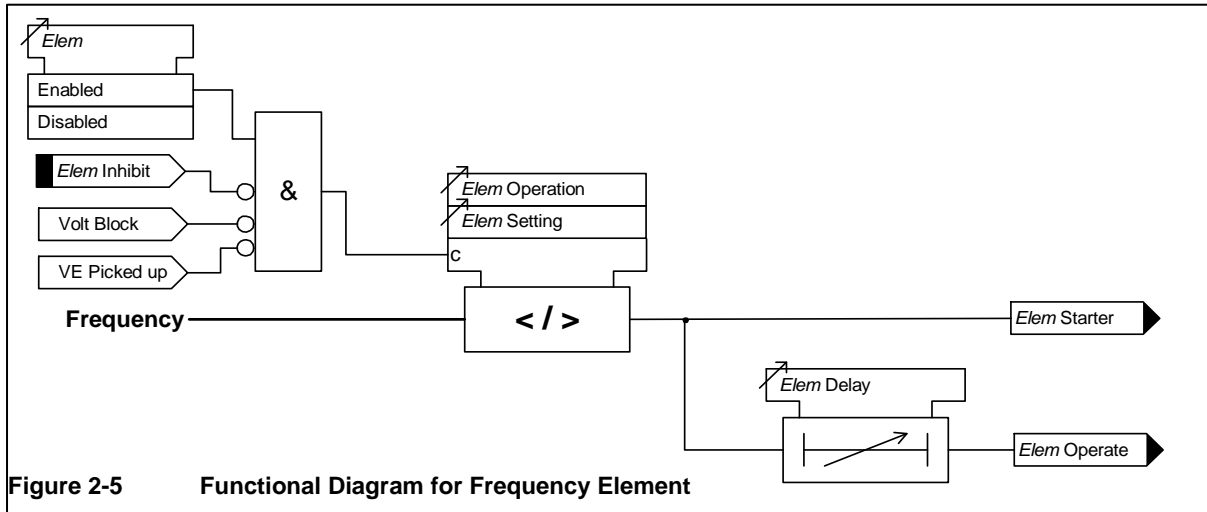 Elem
Enabled
Disabled
Elem Inhibit
Volt Block
VE Picked up
&
Elem Operation
Elem Setting
c
Frequency
< / >
Elem Starter
Elem Delay
Elem Operate
Figure 2-5 Functional Diagram for Frequency Element